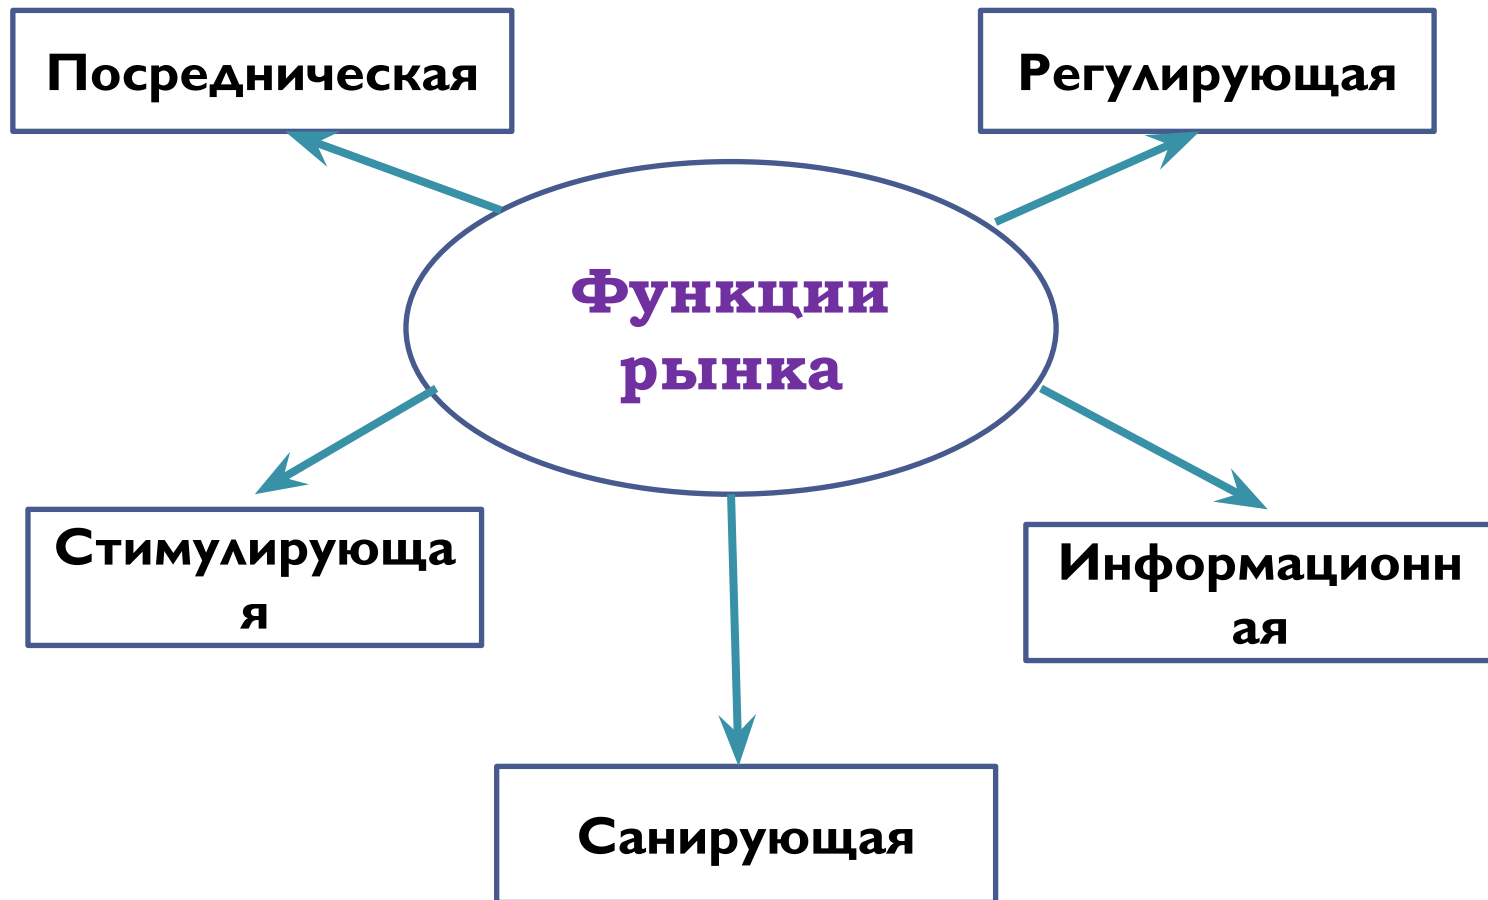 Посредническая
Регулирующая
Функции
рынка
Стимулирующа
я
Информационн
ая
Санирующая